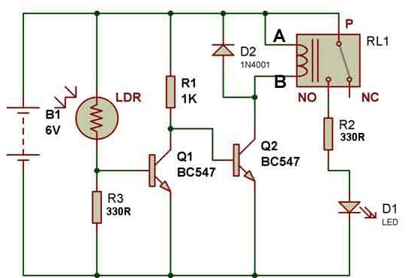 P
A
RL1
D2
1N4001
B
LDR
R1
1K
B1
6V
NO
NC
R2
330R
Q1
BC547
Q2
BC547
R3
330R
D1
LED